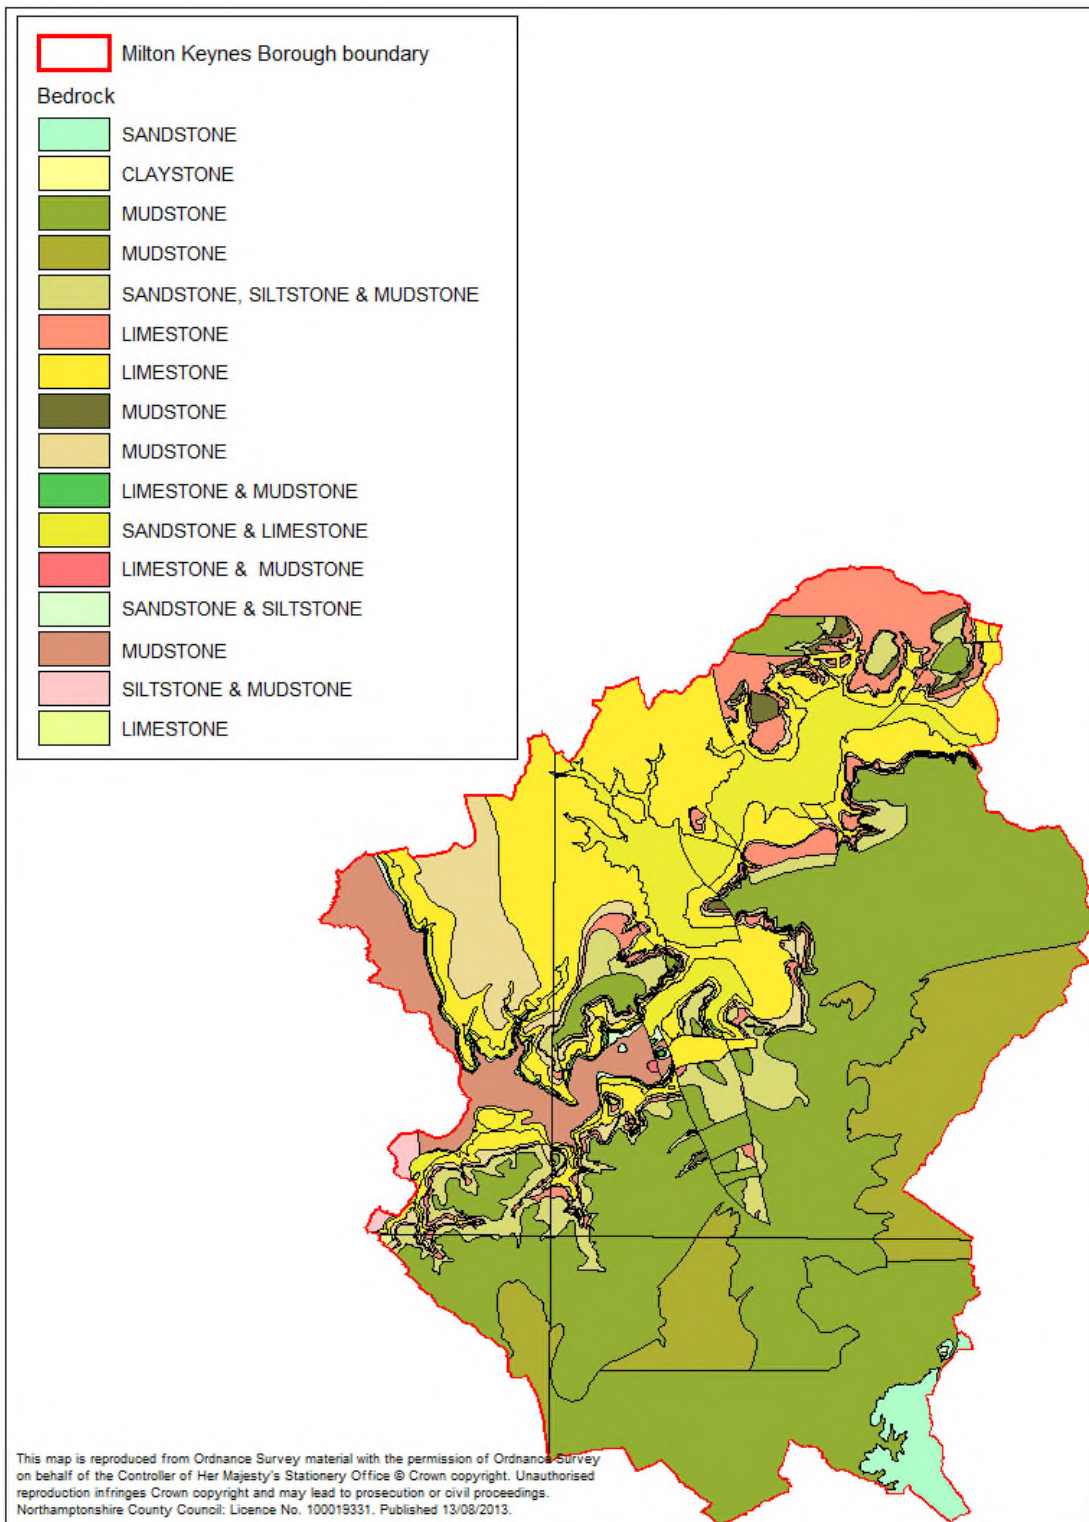 Milton Keynes Borough boundary
Bedrock
SANDSTONE
CLAYSTONE
MUDSTONE
MUDSTONE
SANDSTONE, SILTSTONE & MUDSTONE
LIMESTONE
LIMESTONE
MUDSTONE
MUDSTONE
LIMESTONE & MUDSTONE
SANDSTONE & LIMESTONE
LIMESTONE & MUDSTONE
SANDSTONE & SILTSTONE
MUDSTONE
SILTSTONE & MUDSTONE
LIMESTONE
This map is reproduced from Ordnance Survey material with the permission of Ordnance Survey
on behalf of the Controller of Her Majesty's Stationery Office © Crown copyright. Unauthorised
reproduction infringes Crown copyright and may lead to prosecution or civil proceedings.
Northamptonshire County Council: Licence No. 100019331. Published 13/08/2013.